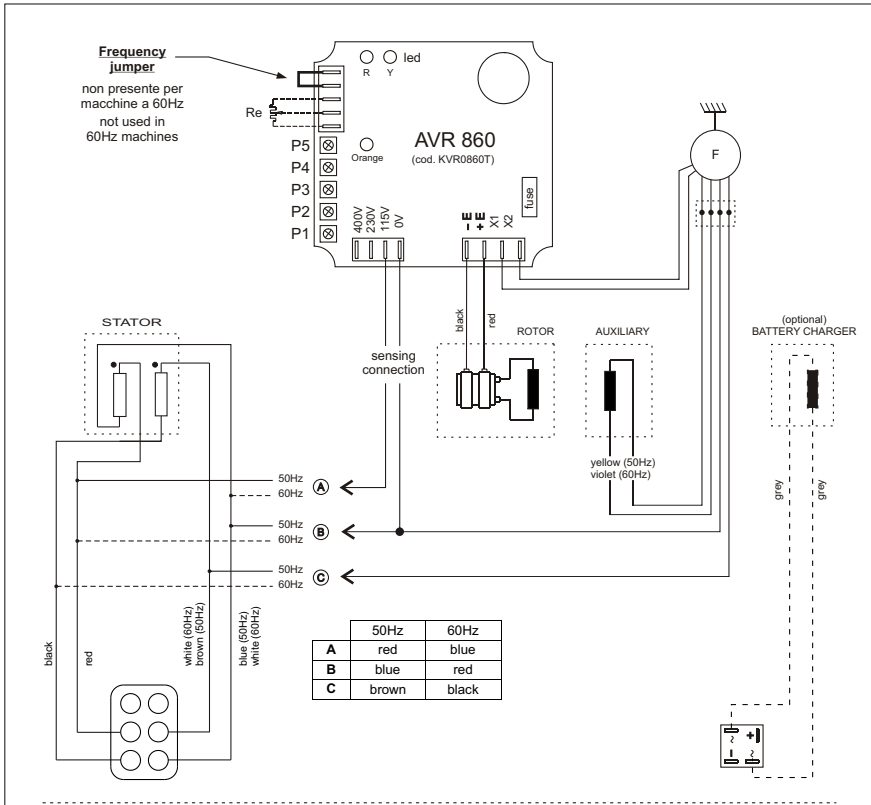 Frequency
jumper
non presente per
macchine a 60Hz
not used in
60Hz machines
led
R Y
Re
AVR 860
(cod. KVR0860T)
Orange
P5
P4
P3
P2
P1
400V
230V
115V
0V
- E
+ E
X1
X2
fuse
F
STATOR
black
red
ROTOR
AUXILIARY
(optional)
BATTERY CHARGER
sensing
connection
yellow (50Hz)
violet (60Hz)
grey
grey
50Hz
60Hz
A
50Hz
60Hz
B
50Hz
60Hz
C
black
red
white (60Hz)
brown (50Hz)
blue (50Hz)
white (60Hz)
50Hz 60Hz
A red blue
B blue red
C brown black
~ +
- ~